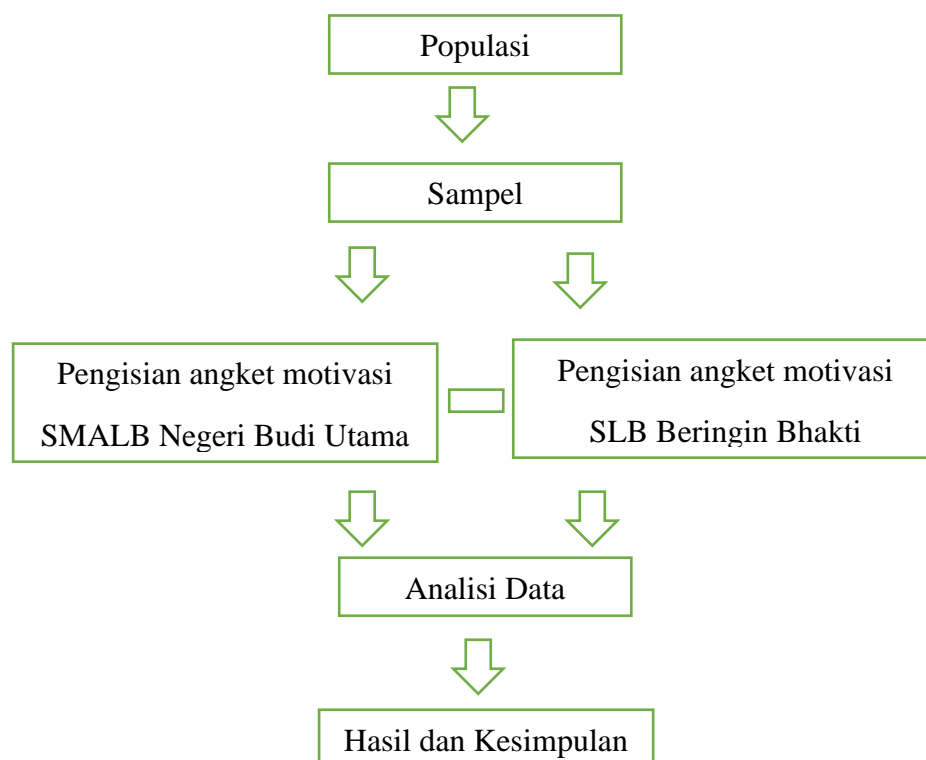 Populasi
Sampel
Pengisian angket motivasi
SMALB Negeri Budi Utama
Pengisian angket motivasi
SLB Beringin Bhakti
Analisi Data
Hasil dan Kesimpulan